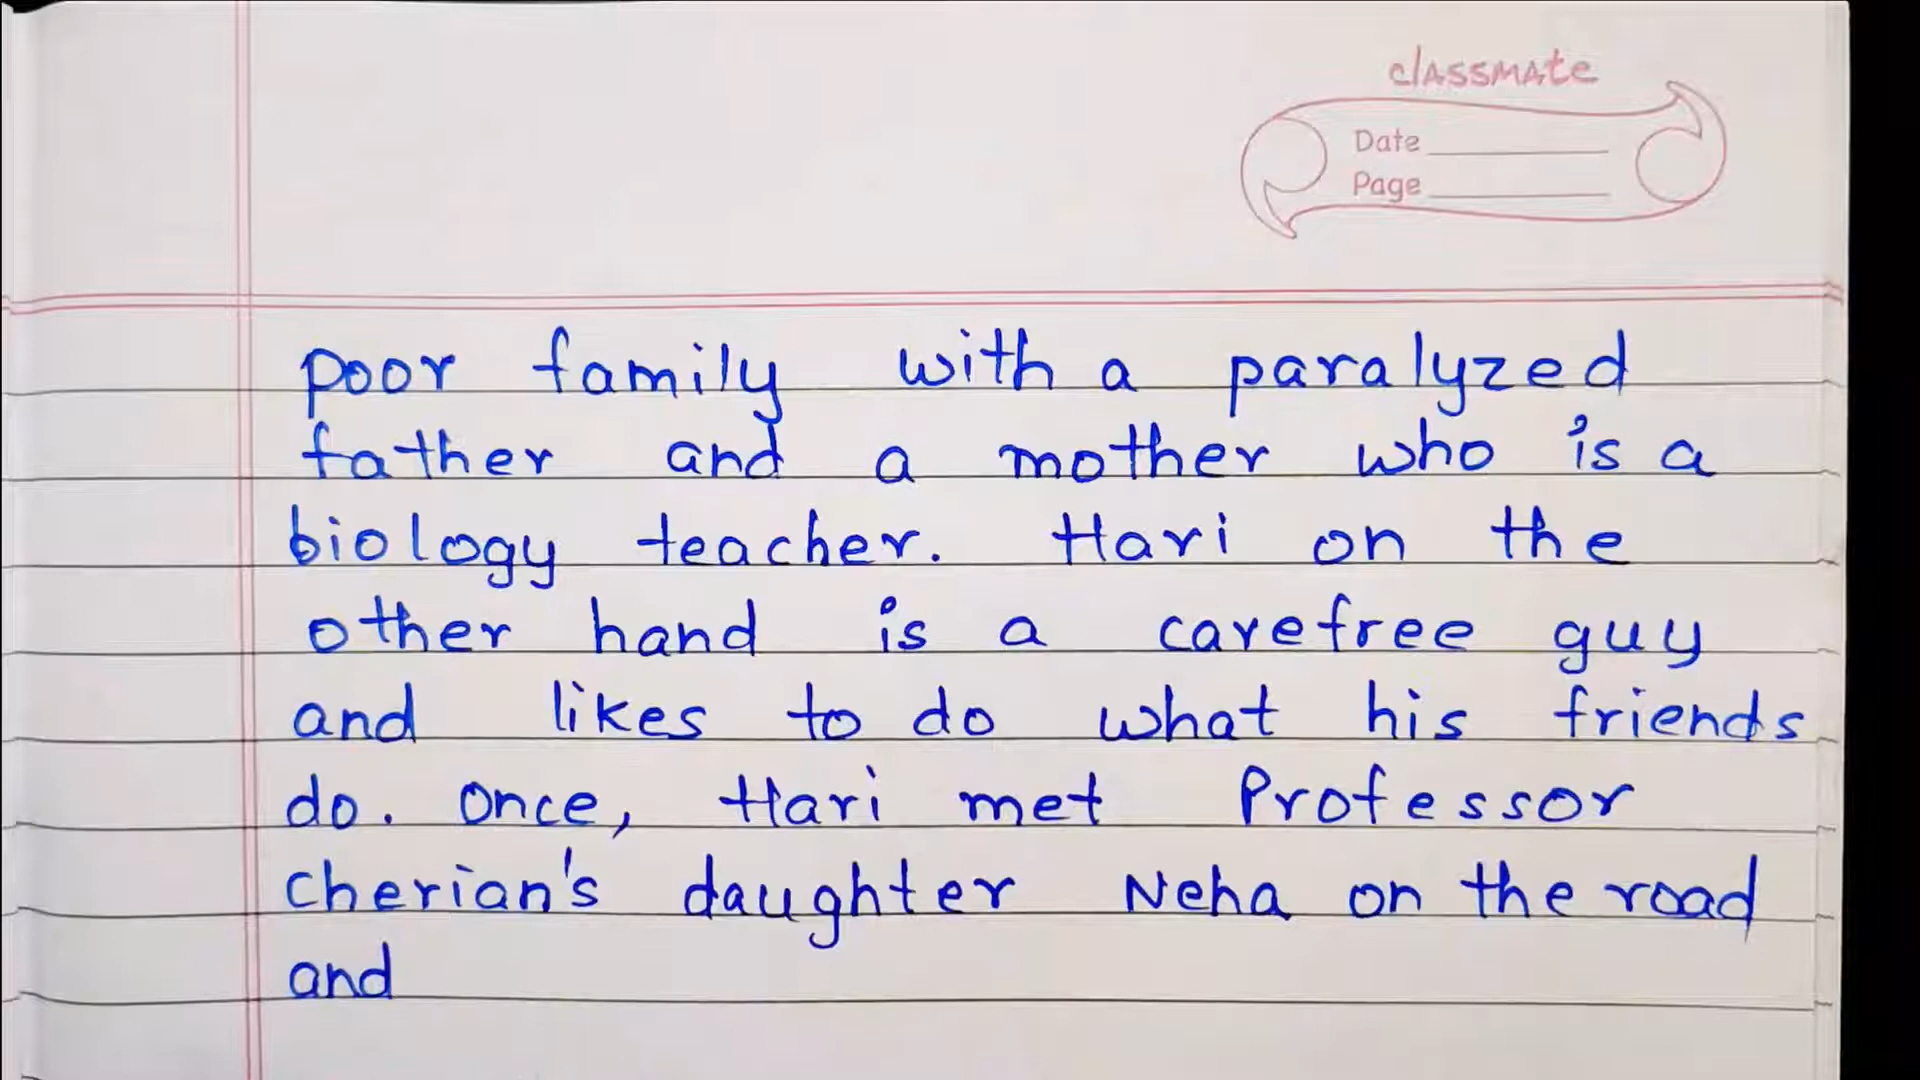 classmate
Date
Page
poor family with a paralyzed
father and a mother who is a
biology teacher. Hari on the
other hand is a carefree guy
and likes to do what his friends
do. Once, Hari met Professor
Cherian's daughter Neha on the road
and